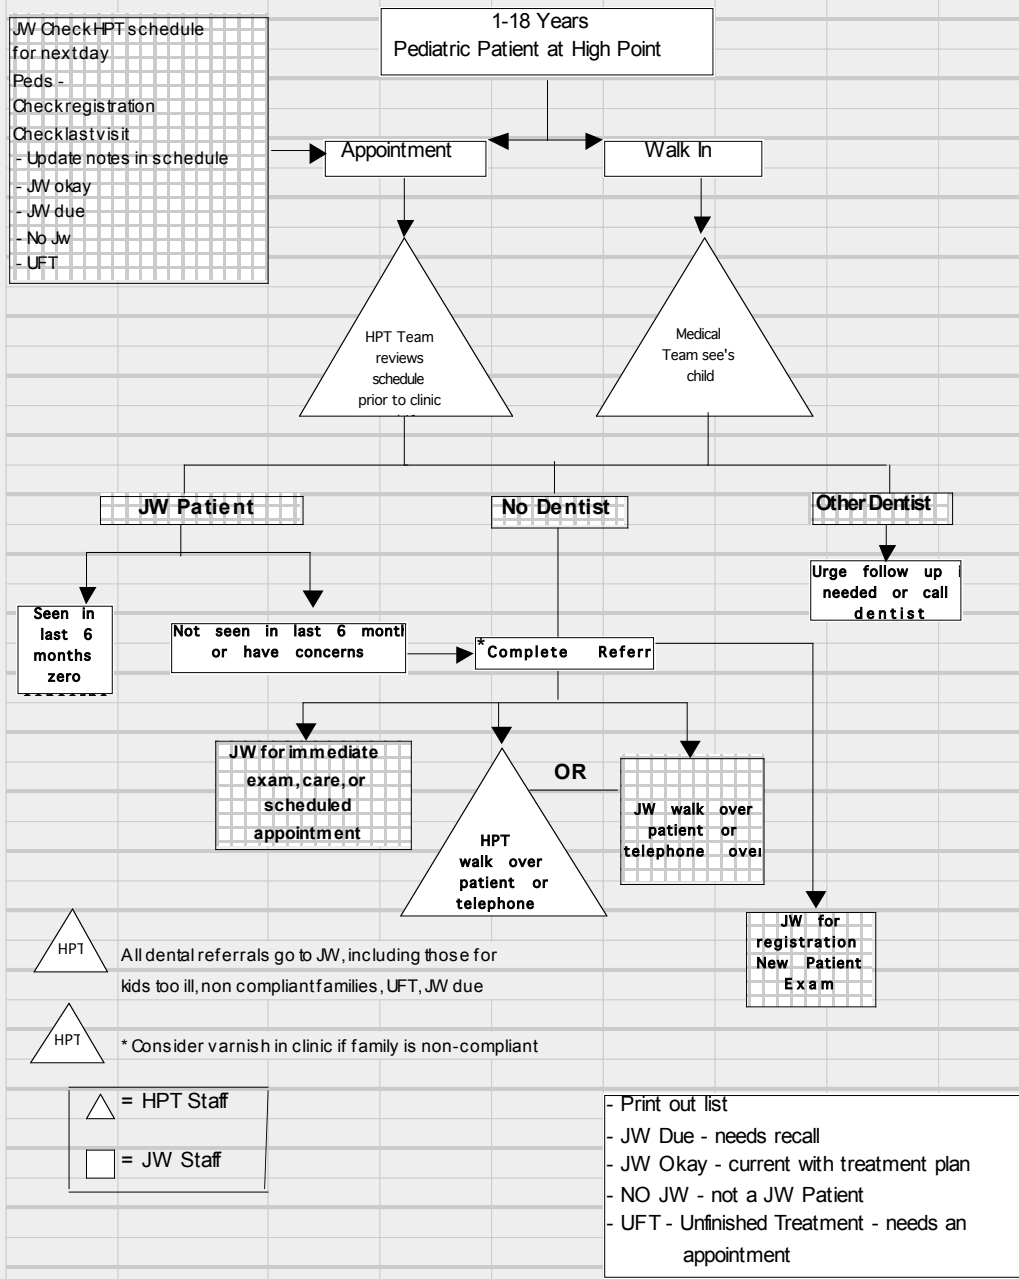 1-18 Years
Pediatric Patient at High Point
JW Check HPT schedule
for next day
Peds -
Check registration
Check last visit
- Update notes in schedule
- JW okay
- JW due
- No Jw
- UFT
Appointment
Walk In
HPT Team
reviews
schedule
prior to clinic
Medical
Team see's
child
JW Patient
No Dentist
Other Dentist
Urge follow up i
needed or call
dentist
Seen in
last 6
months
zero
Not seen in last 6 month
or have concerns
*Complete Referr
JW for immediate
exam, care, or
scheduled
appointment
HPT
walk over
patient or
telephone
OR
JW walk over
patient or
telephone over
JW for
registration
New Patient
Exam
HPT
All dental referrals go to JW, including those for
kids too ill, non compliant families, UFT, JW due
HPT
* Consider varnish in clinic if family is non-compliant
= HPT Staff
= JW Staff
- Print out list
- JW Due - needs recall
- JW Okay - current with treatment plan
- NO JW - not a JW Patient
- UFT - Unfinished Treatment - needs an
appointment